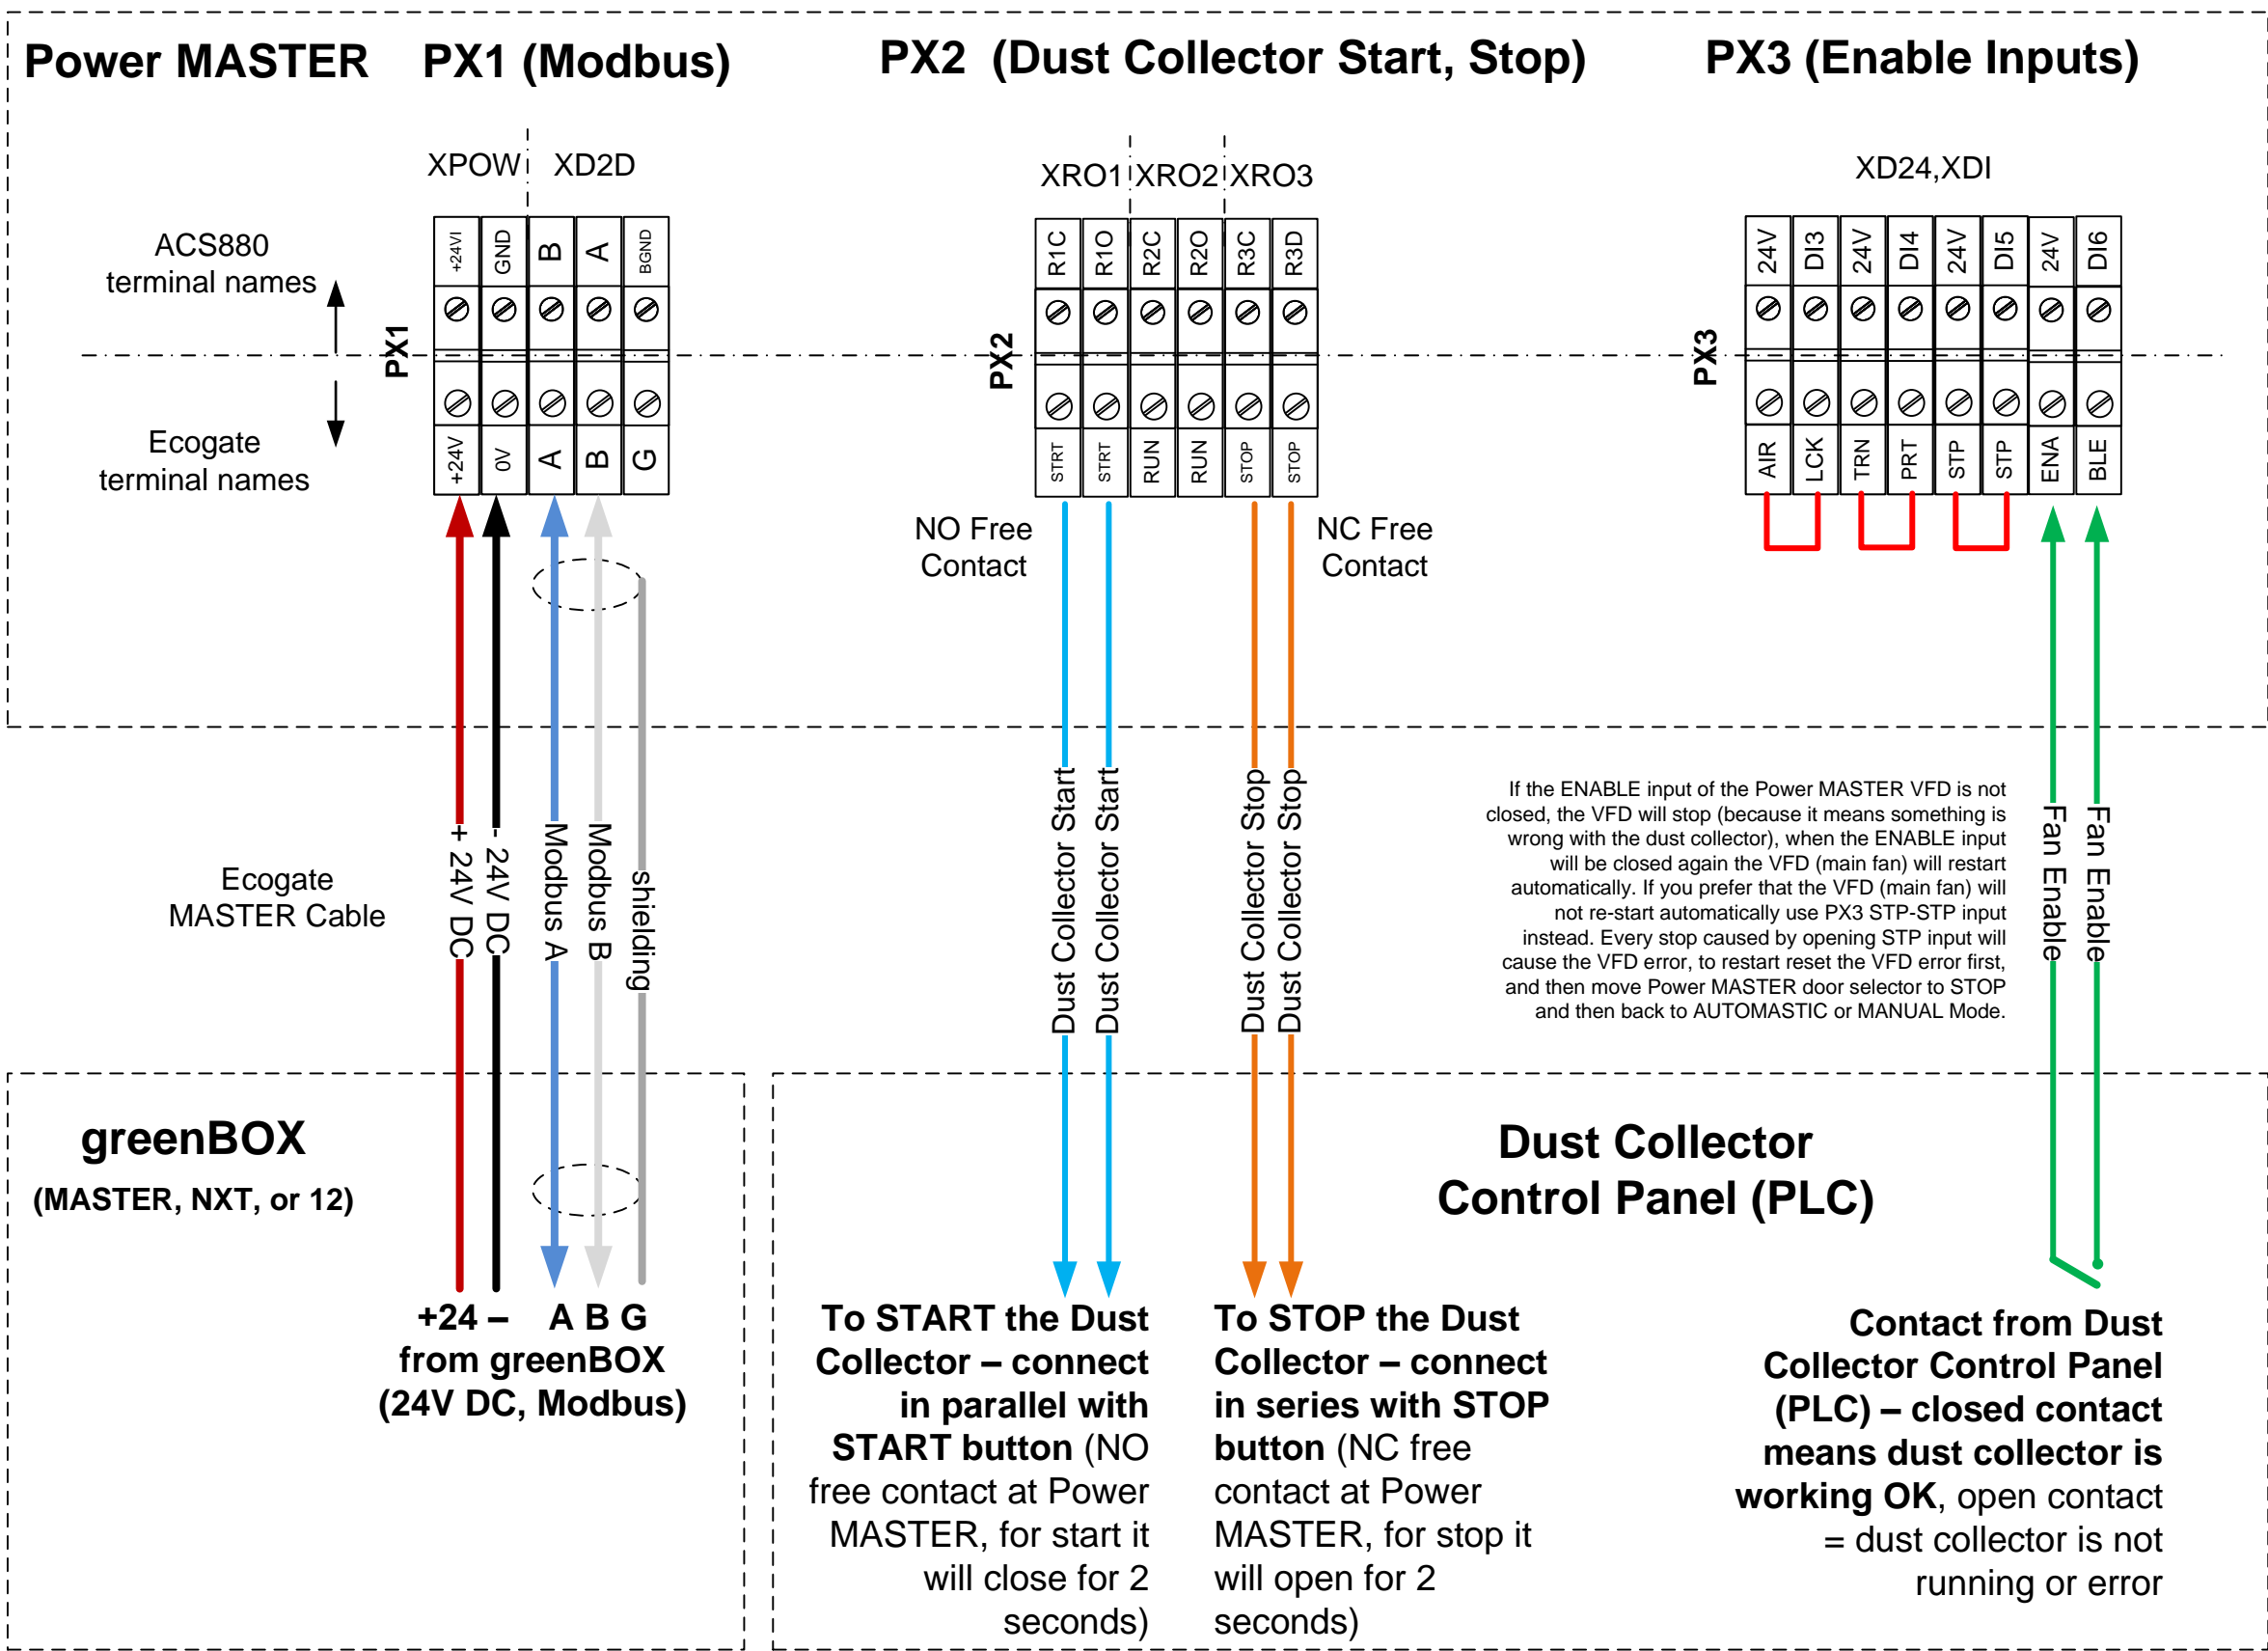 Power MASTER
PX1 (Modbus)
PX2 (Dust Collector Start, Stop)
PX3 (Enable Inputs)
XPOW
XD2D
XRO1
XRO2
XRO3
XD24,XDI
ACS880
terminal names
Ecogate
terminal names
PX1
+24VI
GND
B
A
BGND
+24V
0V
A
B
G
PX2
R1C
R1O
R2C
R2O
R3C
R3D
STRT
STRT
RUN
RUN
STOP
STOP
PX3
24V
DI3
24V
DI4
24V
DI5
24V
DI6
AIR
LCK
TRN
PRT
STP
STP
ENA
BLE
NO Free
Contact
NC Free
Contact
Ecogate
MASTER Cable
+ 24V DC
- 24V DC
Modbus A
Modbus B
shielding
Dust Collector Start
Dust Collector Start
Dust Collector Stop
Dust Collector Stop
If the ENABLE input of the Power MASTER VFD is not
closed, the VFD will stop (because it means something is
wrong with the dust collector), when the ENABLE input
will be closed again the VFD (main fan) will restart
automatically. If you prefer that the VFD (main fan) will
not re-start automatically use PX3 STP-STP input
instead. Every stop caused by opening STP input will
cause the VFD error, to restart reset the VFD error first,
and then move Power MASTER door selector to STOP
and then back to AUTOMASTIC or MANUAL Mode.
Fan Enable
Fan Enable
greenBOX
(MASTER, NXT, or 12)
+24 – A B G
from greenBOX
(24V DC, Modbus)
Dust Collector
Control Panel (PLC)
To START the Dust
Collector – connect
in parallel with
START button (NO
free contact at Power
MASTER, for start it
will close for 2
seconds)
To STOP the Dust
Collector – connect
in series with STOP
button (NC free
contact at Power
MASTER, for stop it
will open for 2
seconds)
Contact from Dust
Collector Control Panel
(PLC) – closed contact
means dust collector is
working OK, open contact
= dust collector is not
running or error